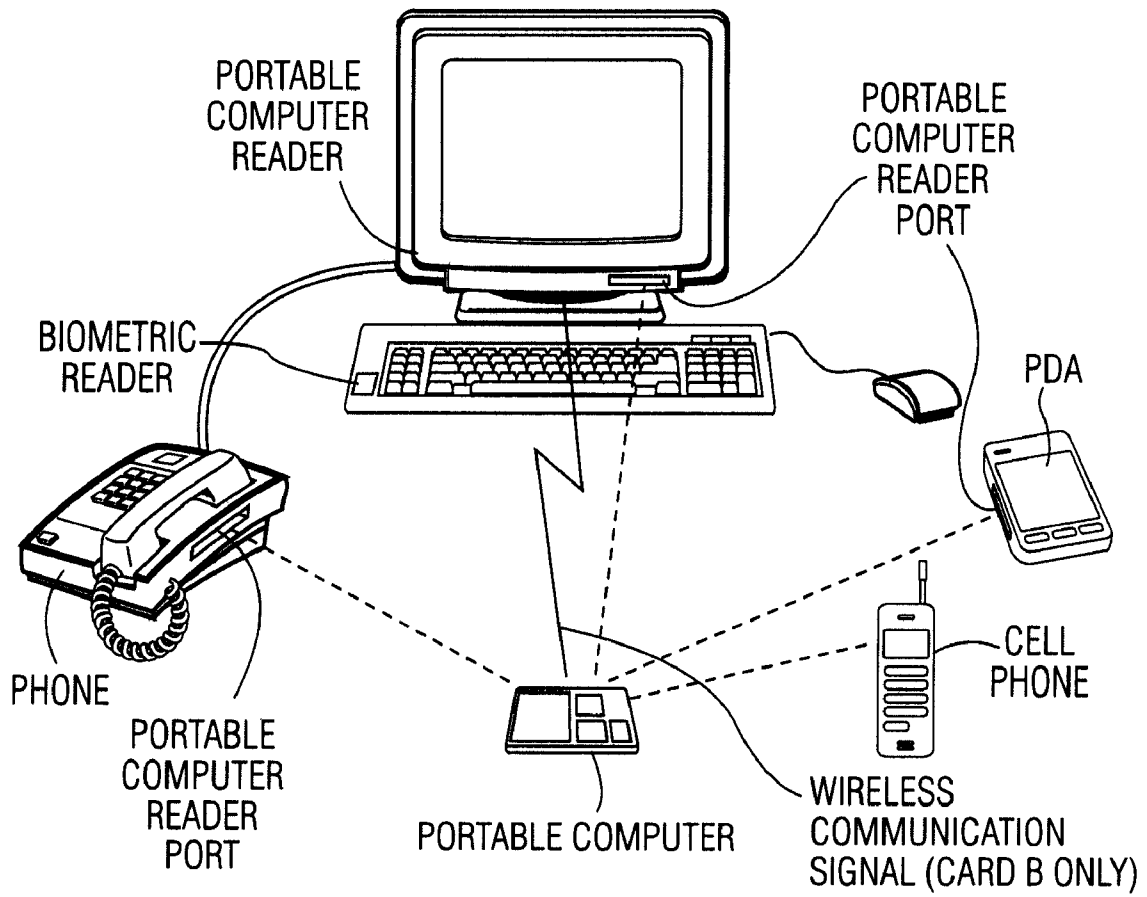 PORTABLE
COMPUTER
READER
PORTABLE
COMPUTER
READER
PORT
BIOMETRIC
READER
PDA
CELL
PHONE
PHONE
PORTABLE
COMPUTER
READER
PORT
PORTABLE COMPUTER
WIRELESS
COMMUNICATION
SIGNAL (CARD B ONLY)